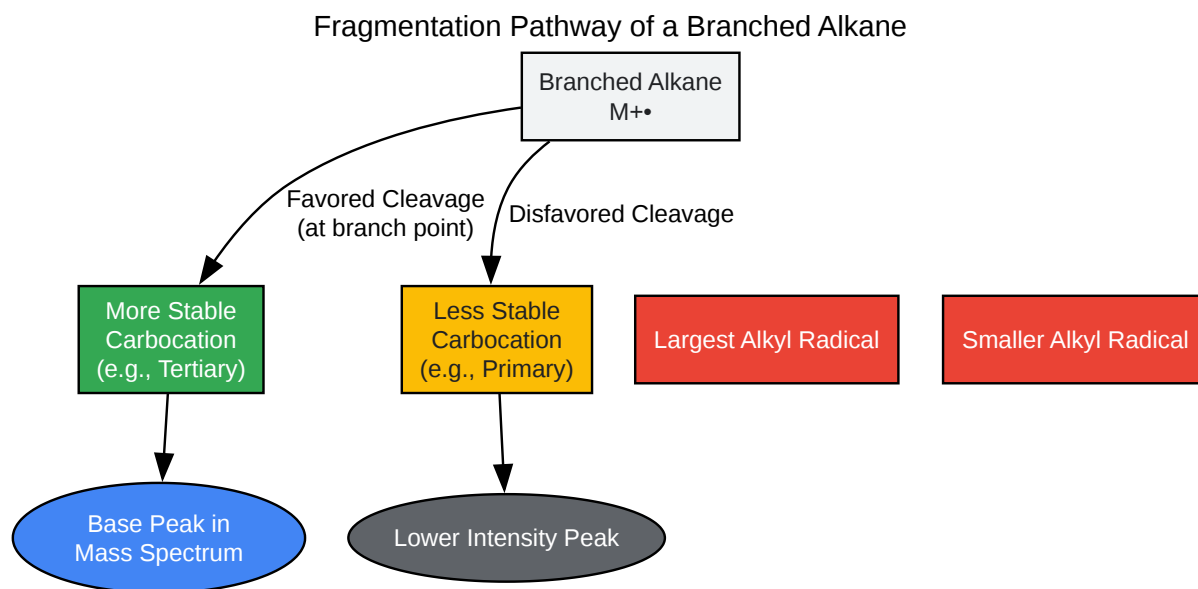 Fragmentation Pathway of a Branched Alkane
Branched Alkane
M+•
Favored Cleavage
(at branch point)
Disfavored Cleavage
More Stable
Carbocation
(e.g., Tertiary)
Less Stable
Carbocation
(e.g., Primary)
Largest Alkyl Radical
Smaller Alkyl Radical
Base Peak in
Mass Spectrum
Lower Intensity Peak